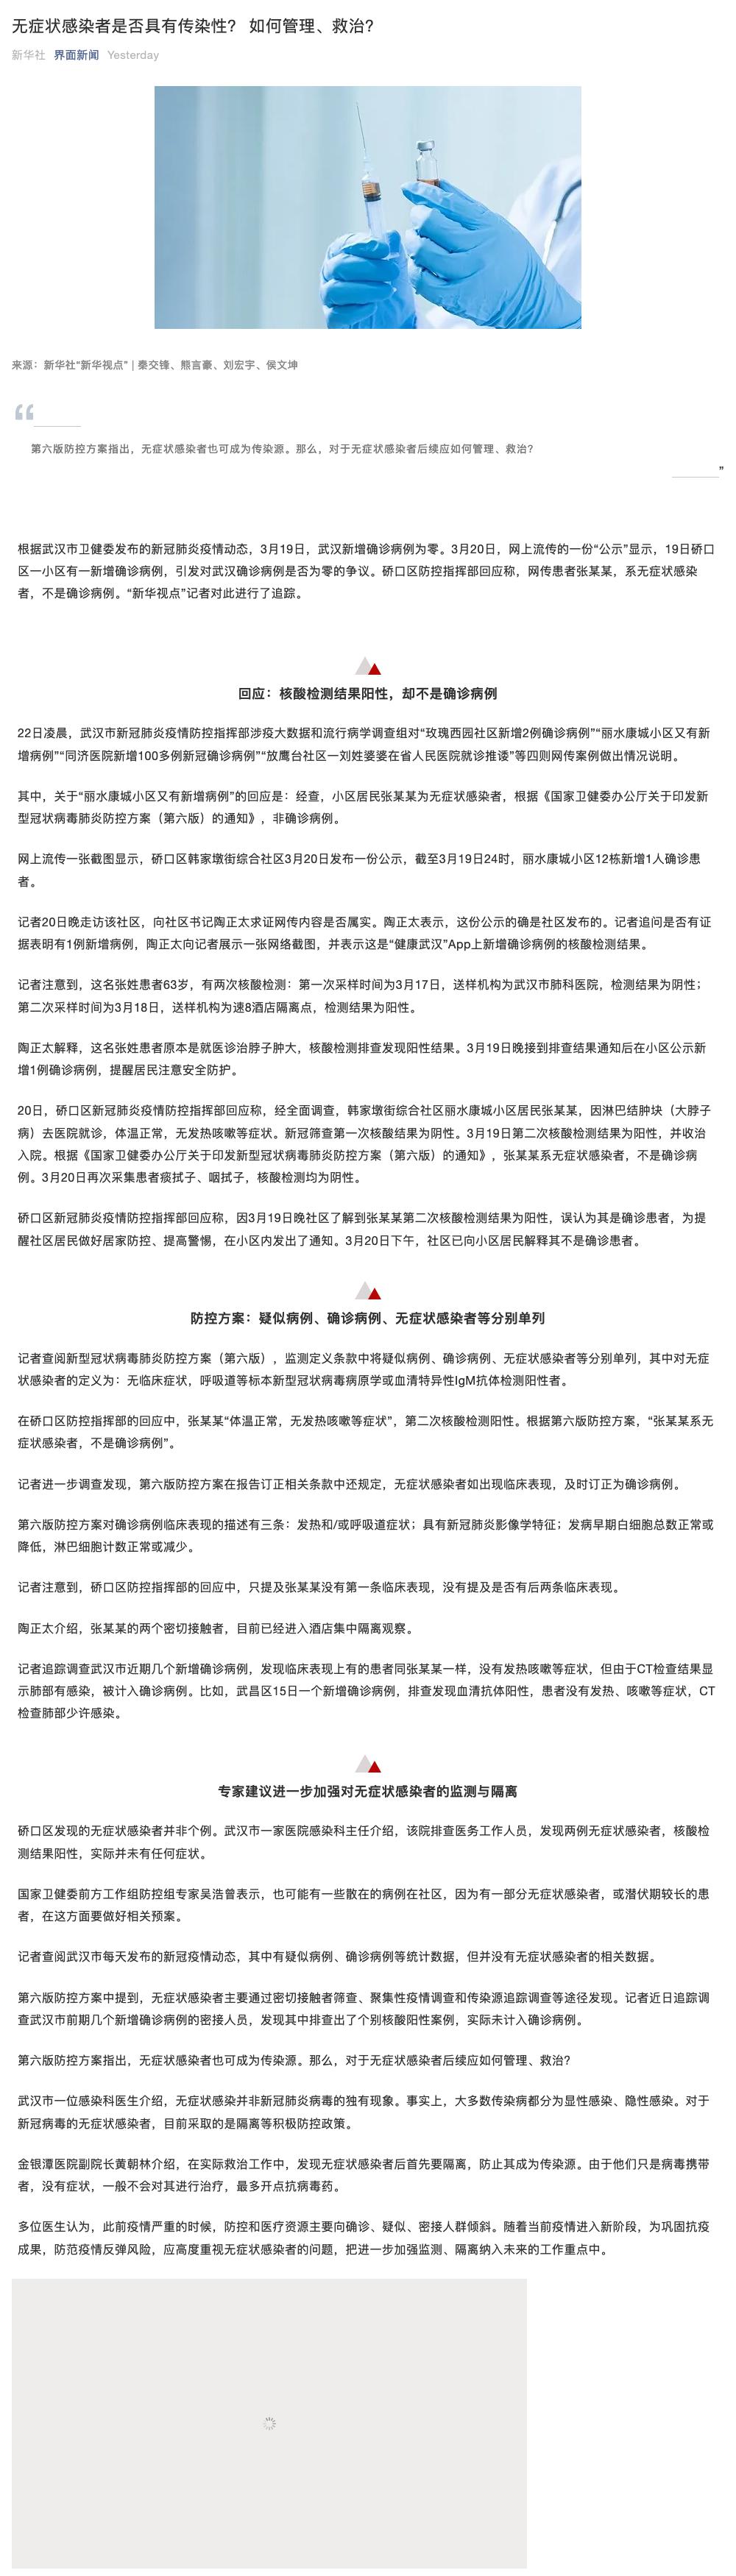 无症状感染者是否具有传染性？ 如何管理、救治？
新华社 界面新闻 Yesterday
来源：新华社“新华视点” | 秦交锋、熊言豪、刘宏宇、侯文坤
“
第六版防控方案指出，无症状感染者也可成为传染源。那么，对于无症状感染者后续应如何管理、救治？
”
根据武汉市卫健委发布的新冠肺炎疫情动态，3月19日，武汉新增确诊病例为零。3月20日，网上流传的一份“公示”显示，19日硚口
区一小区有一新增确诊病例，引发对武汉确诊病例是否为零的争议。硚口区防控指挥部回应称，网传患者张某某，系无症状感染
者，不是确诊病例。“新华视点”记者对此进行了追踪。
回应：核酸检测结果阳性，却不是确诊病例
22日凌晨，武汉市新冠肺炎疫情防控指挥部涉疫大数据和流行病学调查组对“玫瑰西园社区新增2例确诊病例”“丽水康城小区又有新
增病例”“同济医院新增100多例新冠确诊病例”“放鹰台社区一刘姓婆婆在省人民医院就诊推诿”等四则网传案例做出情况说明。
其中，关于“丽水康城小区又有新增病例”的回应是：经查，小区居民张某某为无症状感染者，根据《国家卫健委办公厅关于印发新
型冠状病毒肺炎防控方案（第六版）的通知》，非确诊病例。
网上流传一张截图显示，硚口区韩家墩街综合社区3月20日发布一份公示，截至3月19日24时，丽水康城小区12栋新增1人确诊患
者。
记者20日晚走访该社区，向社区书记陶正太求证网传内容是否属实。陶正太表示，这份公示的确是社区发布的。记者追问是否有证
据表明有1例新增病例，陶正太向记者展示一张网络截图，并表示这是“健康武汉”App上新增确诊病例的核酸检测结果。
记者注意到，这名张姓患者63岁，有两次核酸检测：第一次采样时间为3月17日，送样机构为武汉市肺科医院，检测结果为阴性；
第二次采样时间为3月18日，送样机构为速8酒店隔离点，检测结果为阳性。
陶正太解释，这名张姓患者原本是就医诊治脖子肿大，核酸检测排查发现阳性结果。3月19日晚接到排查结果通知后在小区公示新
增1例确诊病例，提醒居民注意安全防护。
20日，硚口区新冠肺炎疫情防控指挥部回应称，经全面调查，韩家墩街综合社区丽水康城小区居民张某某，因淋巴结肿块（大脖子
病）去医院就诊，体温正常，无发热咳嗽等症状。新冠筛查第一次核酸结果为阴性。3月19日第二次核酸检测结果为阳性，并收治
入院。根据《国家卫健委办公厅关于印发新型冠状病毒肺炎防控方案（第六版）的通知》，张某某系无症状感染者，不是确诊病
例。3月20日再次采集患者痰拭子、咽拭子，核酸检测均为阴性。
硚口区新冠肺炎疫情防控指挥部回应称，因3月19日晚社区了解到张某某第二次核酸检测结果为阳性，误认为其是确诊患者，为提
醒社区居民做好居家防控、提高警惕，在小区内发出了通知。3月20日下午，社区已向小区居民解释其不是确诊患者。
防控方案：疑似病例、确诊病例、无症状感染者等分别单列
记者查阅新型冠状病毒肺炎防控方案（第六版），监测定义条款中将疑似病例、确诊病例、无症状感染者等分别单列，其中对无症
状感染者的定义为：无临床症状，呼吸道等标本新型冠状病毒病原学或血清特异性IgM抗体检测阳性者。
在硚口区防控指挥部的回应中，张某某“体温正常，无发热咳嗽等症状”，第二次核酸检测阳性。根据第六版防控方案，“张某某系无
症状感染者，不是确诊病例”。
记者进一步调查发现，第六版防控方案在报告订正相关条款中还规定，无症状感染者如出现临床表现，及时订正为确诊病例。
第六版防控方案对确诊病例临床表现的描述有三条：发热和/或呼吸道症状；具有新冠肺炎影像学特征；发病早期白细胞总数正常或
降低，淋巴细胞计数正常或减少。
记者注意到，硚口区防控指挥部的回应中，只提及张某某没有第一条临床表现，没有提及是否有后两条临床表现。
陶正太介绍，张某某的两个密切接触者，目前已经进入酒店集中隔离观察。
记者追踪调查武汉市近期几个新增确诊病例，发现临床表现上有的患者同张某某一样，没有发热咳嗽等症状，但由于CT检查结果显
示肺部有感染，被计入确诊病例。比如，武昌区15日一个新增确诊病例，排查发现血清抗体阳性，患者没有发热、咳嗽等症状，CT
检查肺部少许感染。
专家建议进一步加强对无症状感染者的监测与隔离
硚口区发现的无症状感染者并非个例。武汉市一家医院感染科主任介绍，该院排查医务工作人员，发现两例无症状感染者，核酸检
测结果阳性，实际并未有任何症状。
国家卫健委前方工作组防控组专家吴浩曾表示，也可能有一些散在的病例在社区，因为有一部分无症状感染者，或潜伏期较长的患
者，在这方面要做好相关预案。
记者查阅武汉市每天发布的新冠疫情动态，其中有疑似病例、确诊病例等统计数据，但并没有无症状感染者的相关数据。
第六版防控方案中提到，无症状感染者主要通过密切接触者筛查、聚集性疫情调查和传染源追踪调查等途径发现。记者近日追踪调
查武汉市前期几个新增确诊病例的密接人员，发现其中排查出了个别核酸阳性案例，实际未计入确诊病例。
第六版防控方案指出，无症状感染者也可成为传染源。那么，对于无症状感染者后续应如何管理、救治？
武汉市一位感染科医生介绍，无症状感染并非新冠肺炎病毒的独有现象。事实上，大多数传染病都分为显性感染、隐性感染。对于
新冠病毒的无症状感染者，目前采取的是隔离等积极防控政策。
金银潭医院副院长黄朝林介绍，在实际救治工作中，发现无症状感染者后首先要隔离，防止其成为传染源。由于他们只是病毒携带
者，没有症状，一般不会对其进行治疗，最多开点抗病毒药。
多位医生认为，此前疫情严重的时候，防控和医疗资源主要向确诊、疑似、密接人群倾斜。随着当前疫情进入新阶段，为巩固抗疫
成果，防范疫情反弹风险，应高度重视无症状感染者的问题，把进一步加强监测、隔离纳入未来的工作重点中。